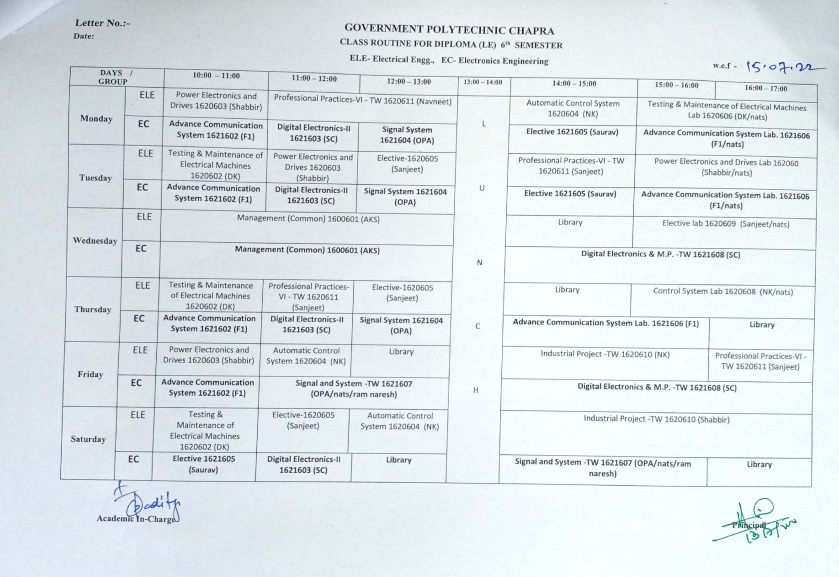 Letter No.:-
Date:
GOVERNMENT POLYTECHNIC CHAPRA
CLASS ROUTINE FOR DIPLOMA (LE) 6th SEMESTER
ELE- Electrical Engg., EC- Electronics Engineering
w.e.f - 15.07.22
DAYS / GROUP 10:00 – 11:00 11:00 – 12:00 12:00 – 13:00 13:00 – 14:00 14:00 – 15:00 15:00 – 16:00 16:00 – 17:00
Monday
ELE
Power Electronics and
Drives 1620603 (Shabbir)
Professional Practices-VI - TW 1620611 (Navneet)
Automatic Control System
1620604 (NK)
Testing & Maintenance of Electrical Machines
Lab 1620606 (DK/nats)
EC
Advance Communication
System 1621602 (F1)
Digital Electronics-II
1621603 (SC)
Signal System
1621604 (OPA)
L
Elective 1621605 (Saurav)
Advance Communication System Lab. 1621606
(F1/nats)
Tuesday
ELE
Testing & Maintenance of
Electrical Machines
1620602 (DK)
Power Electronics and
Drives 1620603
(Shabbir)
Elective-1620605
(Sanjeet)
Professional Practices-VI - TW
1620611 (Sanjeet)
Power Electronics and Drives Lab 162060
(Shabbir/nats)
EC
Advance Communication
System 1621602 (F1)
Digital Electronics-II
1621603 (SC)
Signal System 1621604
(OPA)
U
Elective 1621605 (Saurav)
Advance Communication System Lab. 1621606
(F1/nats)
Wednesday
ELE
Management (Common) 1600601 (AKS)
Library
Elective lab 1620609 (Sanjeet/nats)
EC
Management (Common) 1600601 (AKS)
N
Digital Electronics & M.P. -TW 1621608 (SC)
Thursday
ELE
Testing & Maintenance
of Electrical Machines
1620602 (DK)
Professional Practices-
VI - TW 1620611
(Sanjeet)
Elective-1620605
(Sanjeet)
Library
Control System Lab 1620608 (NK/nats)
EC
Advance Communication
System 1621602 (F1)
Digital Electronics-II
1621603 (SC)
Signal System 1621604
(OPA)
C
Advance Communication System Lab. 1621606 (F1)
Library
Friday
ELE
Power Electronics and
Drives 1620603 (Shabbir)
Automatic Control
System 1620604 (NK)
Library
Industrial Project -TW 1620610 (NK)
Professional Practices-VI -
TW 1620611 (Sanjeet)
EC
Advance Communication
System 1621602 (F1)
Signal and System -TW 1621607
(OPA/nats/ram naresh)
H
Digital Electronics & M.P. -TW 1621608 (SC)
Saturday
ELE
Testing &
Maintenance of
Electrical Machines
1620602 (DK)
Elective-1620605
(Sanjeet)
Automatic Control
System 1620604 (NK)
Industrial Project -TW 1620610 (Shabbir)
EC
Elective 1621605
(Saurav)
Digital Electronics-II
1621603 (SC)
Library
Signal and System -TW 1621607 (OPA/nats/ram
naresh)
Library
Academic In-Charge
Principal